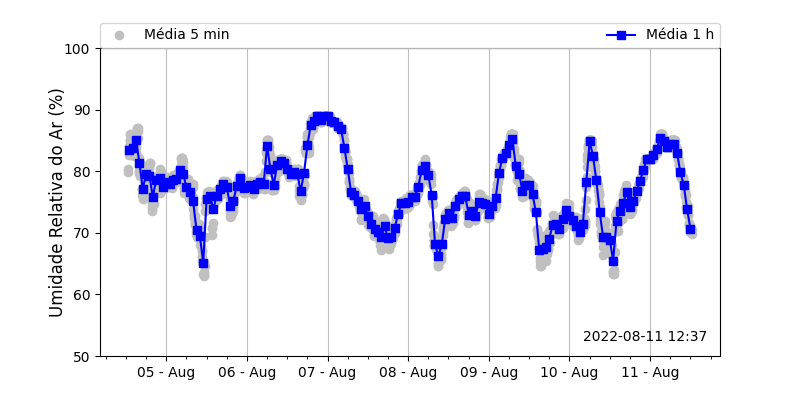 Média 5 min
Média 1 h
Umidade Relativa do Ar (%)
100
90
80
70
60
50
2022-08-11 12:37
05 - Aug
06 - Aug
07 - Aug
08 - Aug
09 - Aug
10 - Aug
11 - Aug